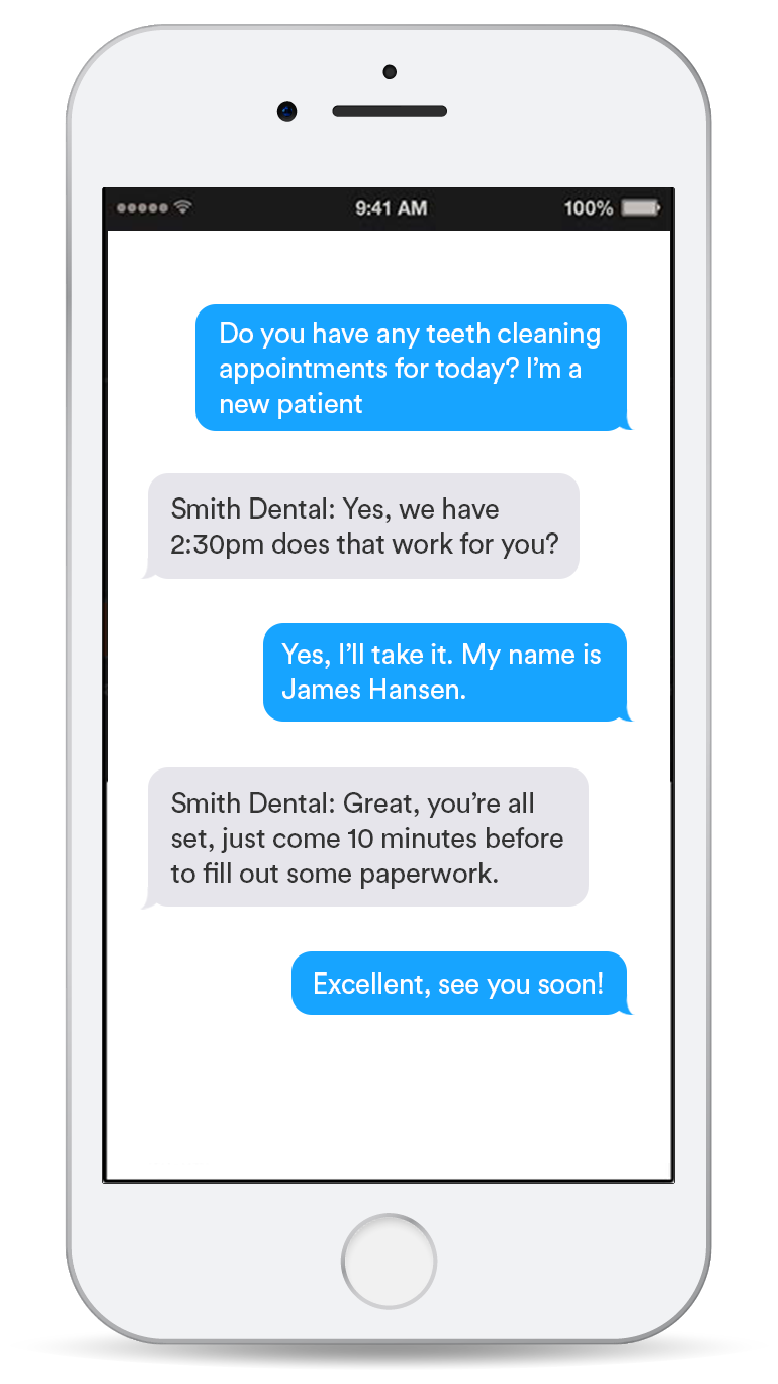 9:41 AM
100%
Do you have any teeth cleaning
appointments for today? I’m a
new patient
Smith Dental: Yes, we have
2:30pm does that work for you?
Yes, I’ll take it. My name is
James Hansen.
Smith Dental: Great, you’re all
set, just come 10 minutes before
to fill out some paperwork.
Excellent, see you soon!